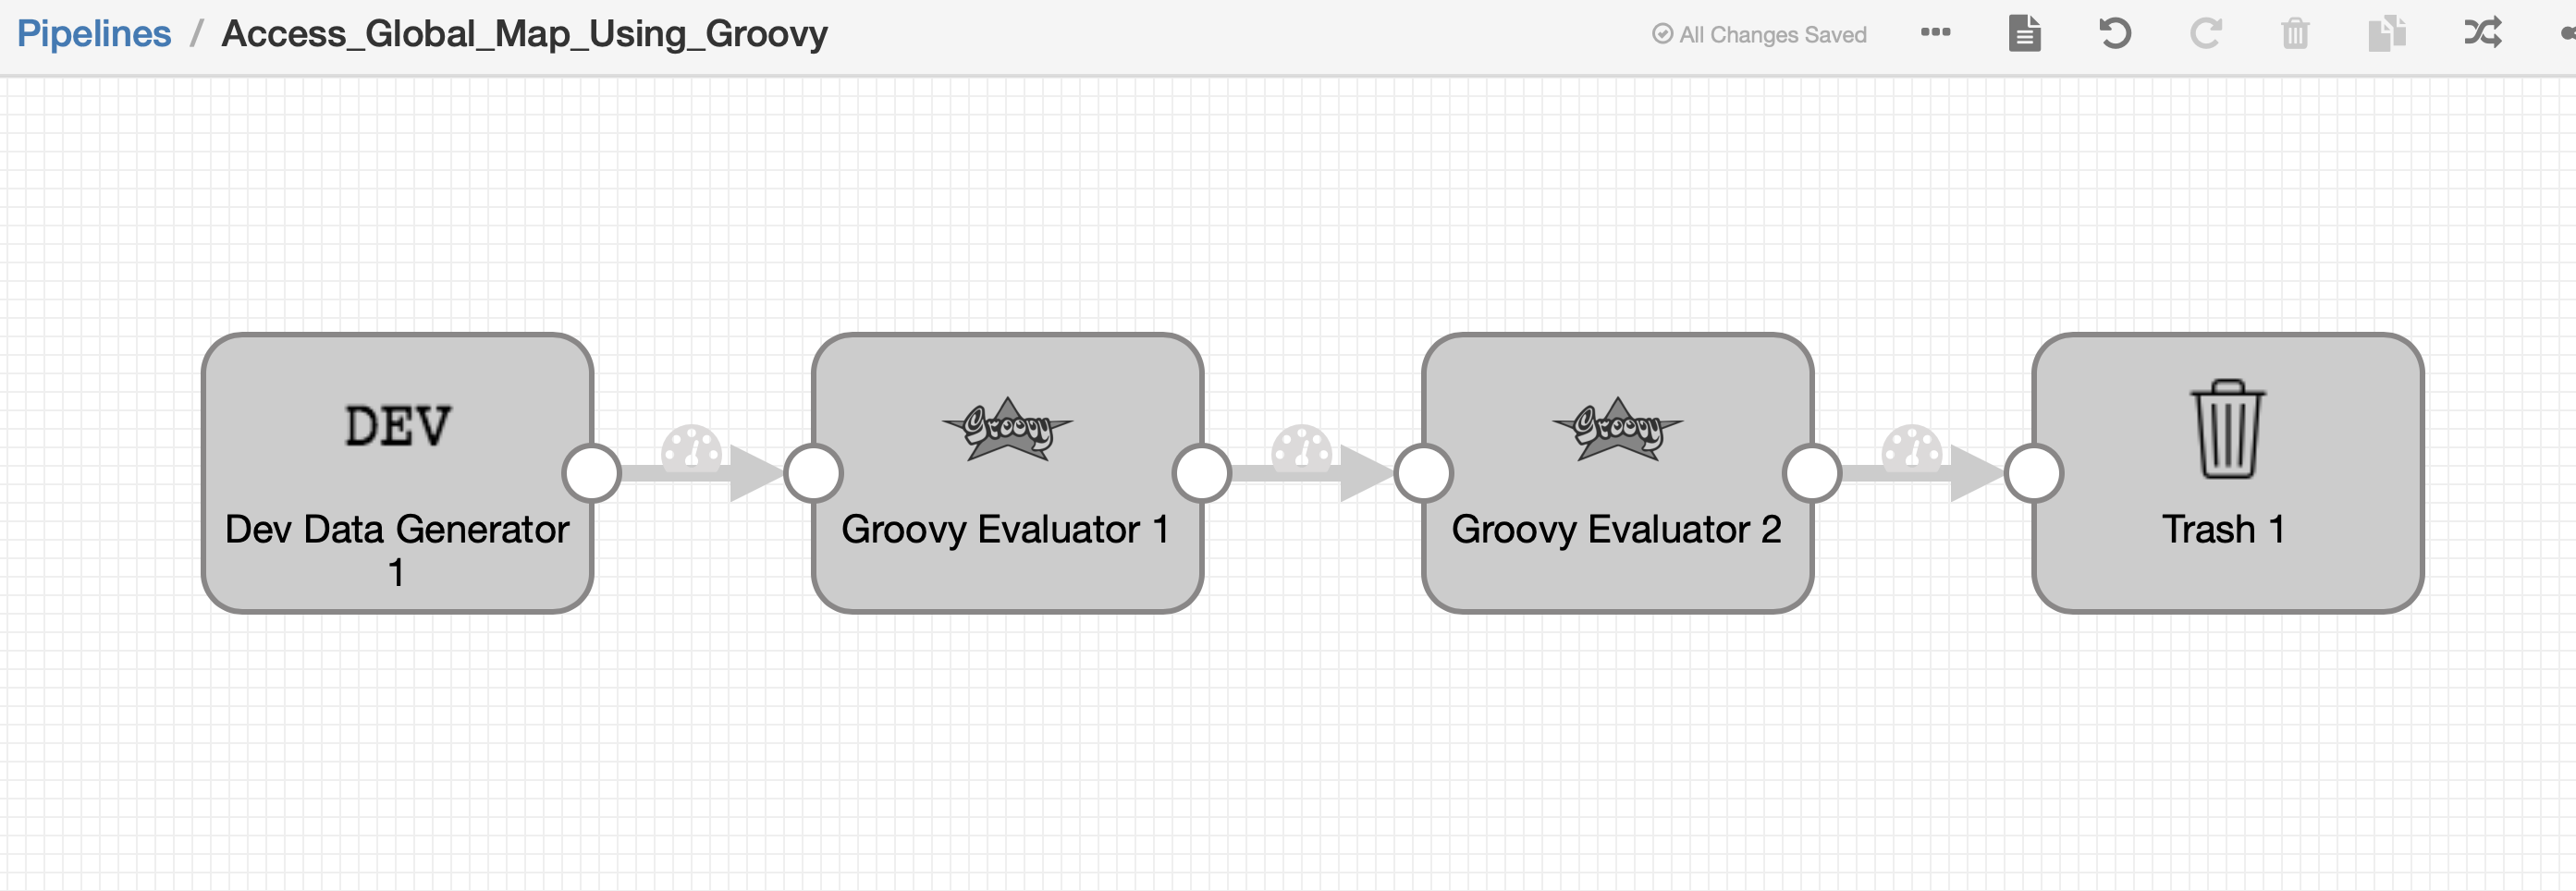 Pipelines / Access_Global_Map_Using_Groovy
All Changes Saved
DEV
Dev Data Generator
1
Groovy
Groovy Evaluator 1
Groovy
Groovy Evaluator 2
Trash 1